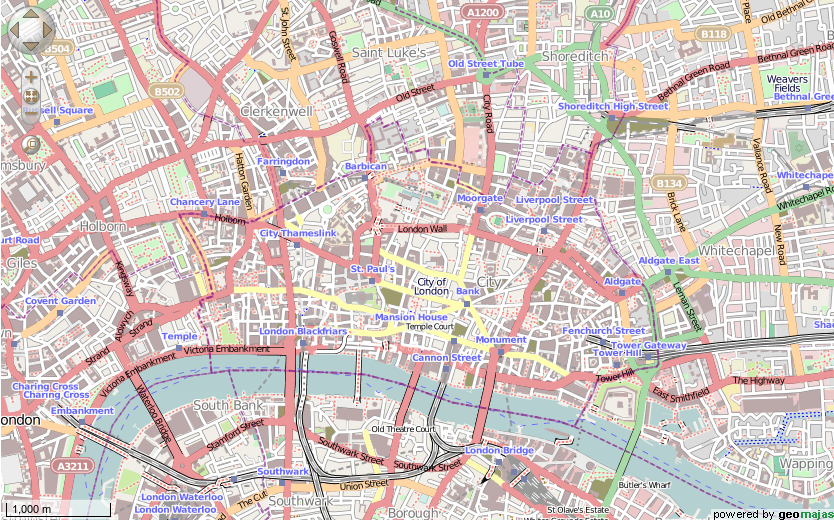 A1200
A10
Place
Old Bethnal
B118
B504
St. John Street
Goswell Road
Saint Luke's
Shoreditch
Bethnal Green Road
Old Street Tube
Bethnal Green Road
Weavers
Fields
Bethnal Gree
B502
Old Street
City Road
Shoreditch High Street
sell Square
Clerkenwell
msbury
Hatton Garden
Farringdon
Barbican
Vallance Road
Whitechapel
B134
Chancery Lane
Moorgate
Liverpool Street
Brick Lane
Whitechapel Road
Holborn
Holborn
Liverpool Street
New Road
City Thameslink
London Wall
urt Road
Giles
Kingsway
St. Paul's
Whitechapel
Aldgate East
City of
London
City
Aldgate
Covent Garden
Aldwych
Strand
Bank
Leman Street
Mansion House
Temple Court
Fenchurch Street
Shad
London Blackfriars
Temple
Monument
Tower Gateway
Tower Hill
Strand
Victoria Embankment
Victoria Embankment
Cannon Street
Tower Hill
The Highway
Charing Cross
Charing Cross
East Smithfield
Embankment
Waterloo Bridge
South Bank
ondon
Stamford Street
Old Theatre Court
Southwark Street
Southwark Street
London Bridge
A3211
Southwark
Wapping
Union Street
Butler's Wharf
London Waterloo
London Waterloo
The Cut
Southwark
Borough
St Olave's Estate
1,000 m
powered by geomajas